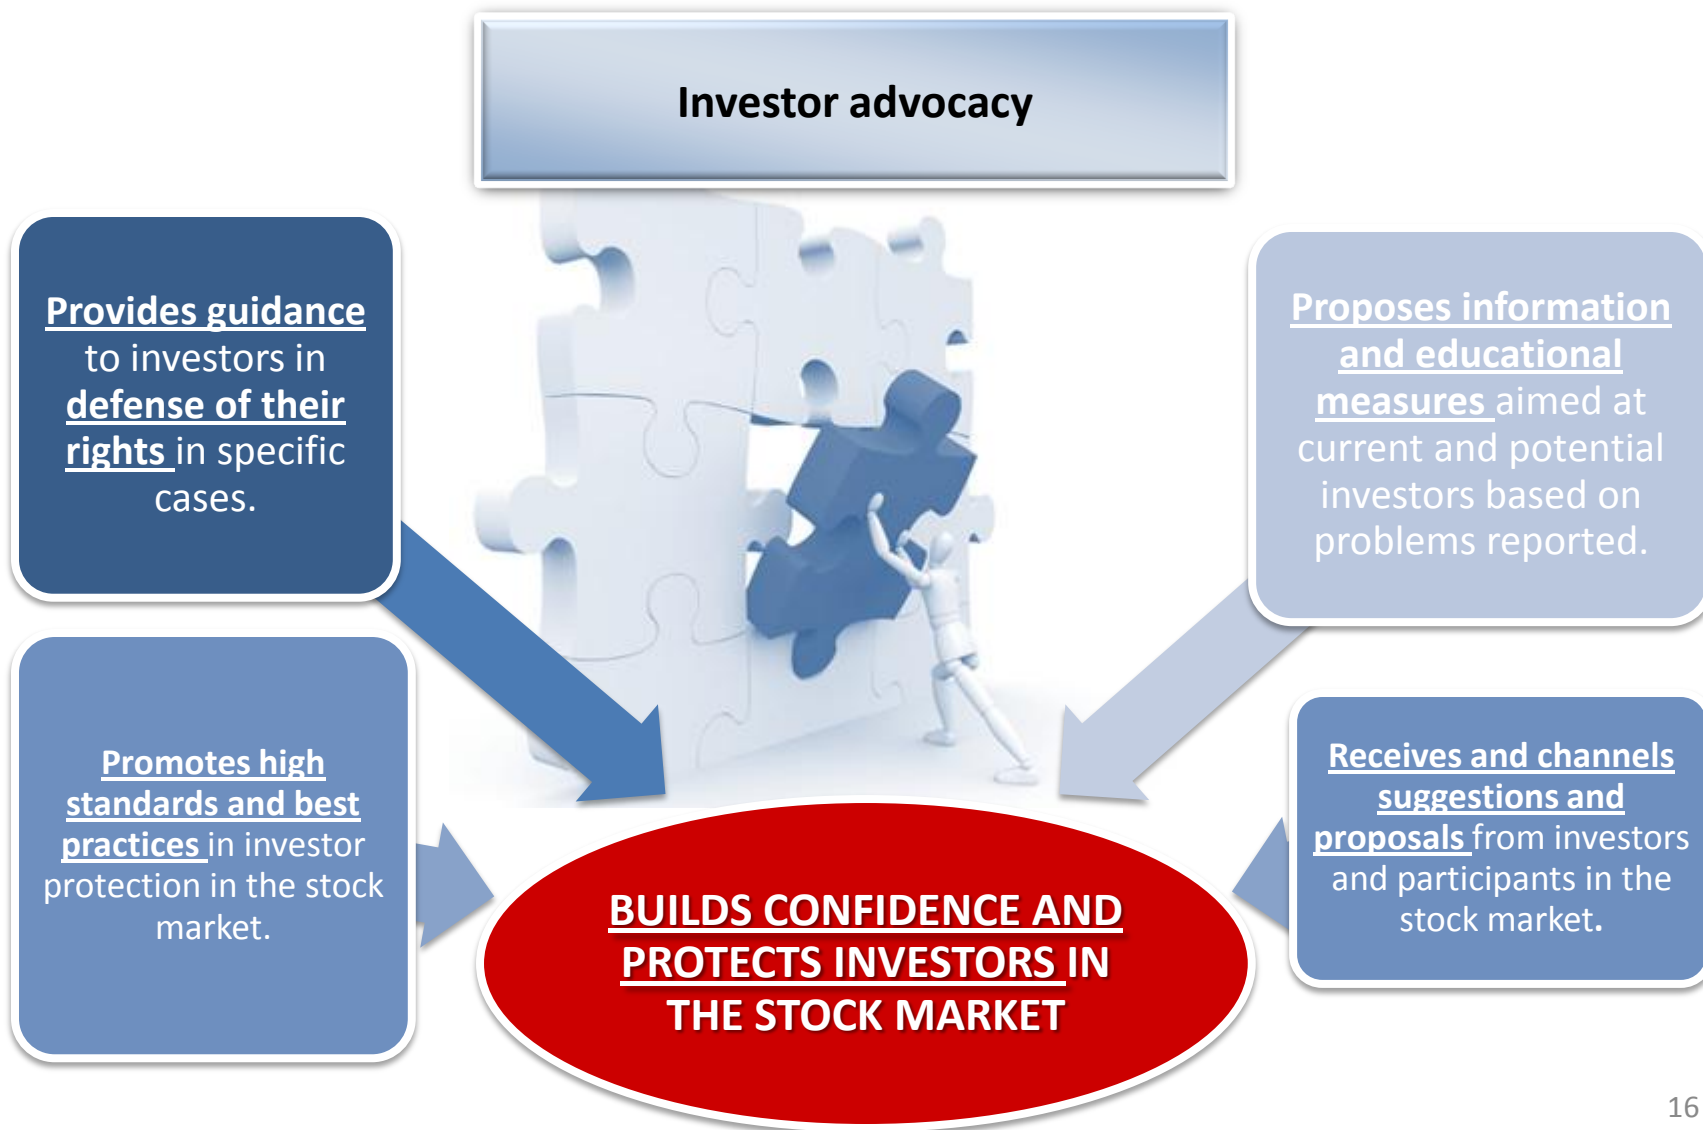 Investor advocacy
Provides guidance
to investors in
defense of their
rights in specific
cases.
Proposes information
and educational
measures aimed at
current and potential
investors based on
problems reported.
Promotes high
standards and best
practices in investor
protection in the stock
market.
Receives and channels
suggestions and
proposals from investors
and participants in the
stock market.
BUILDS CONFIDENCE AND
PROTECTS INVESTORS IN
THE STOCK MARKET
16